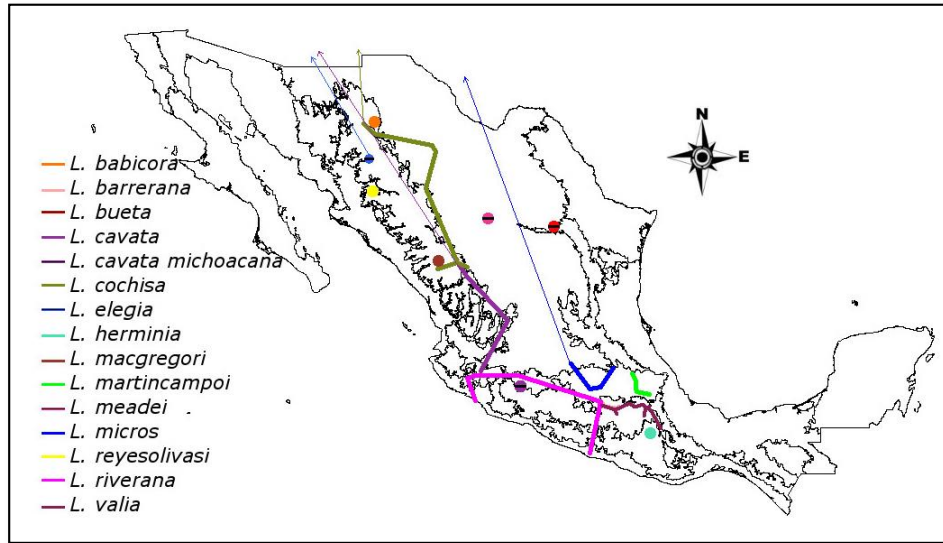 N
E
L. babicora
L. barrerana
L. bueta
L. cavata
L. cavata michoacana
L. cochisa
L. elegia
L. herminia
L. macgregori
L. martincampoi
L. meadei
L. micros
L. reyesolivasi
L. riverana
L. valia